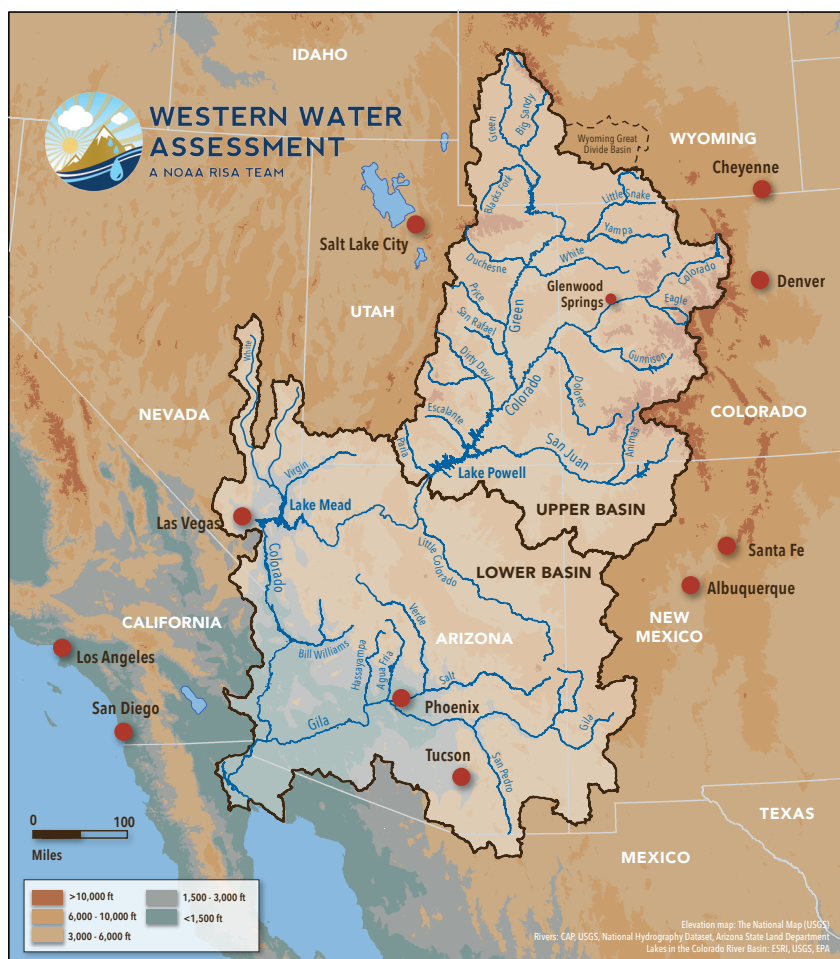 IDAHO
WESTERN WATER
ASSESSMENT
A NOAA RISA TEAM
Green
Big Sandy
Wyoming Great
Divide Basin
WYOMING
Cheyenne
Blacks Fork
Little Snake
Salt Lake City
Yampa
Duchesne
White
Colorado
Glenwood
Springs
Eagle
Denver
Price
San Rafael
Green
UTAH
Dirty Devil
Gunnison
Colorado
Dolores
White
Escalante
Animas
COLORADO
NEVADA
Paria
San Juan
Virgin
Lake Powell
Lake Mead
UPPER BASIN
Las Vegas
Colorado
Little Colorado
Santa Fe
LOWER BASIN
Albuquerque
Verde
CALIFORNIA
NEW
MEXICO
ARIZONA
Los Angeles
Bill Williams
Hassayampa
Agua Fria
Salt
San Diego
Phoenix
Gila
Gila
Tucson
San Pedro
0 100
Miles
TEXAS
MEXICO
>10,000 ft
6,000 - 10,000 ft
3,000 - 6,000 ft
1,500 - 3,000 ft
<1,500 ft
Elevation map: The National Map (USGS)
Rivers: CAP, USGS, National Hydrography Dataset, Arizona State Land Department
Lakes in the Colorado River Basin: ESRI, USGS, EPA